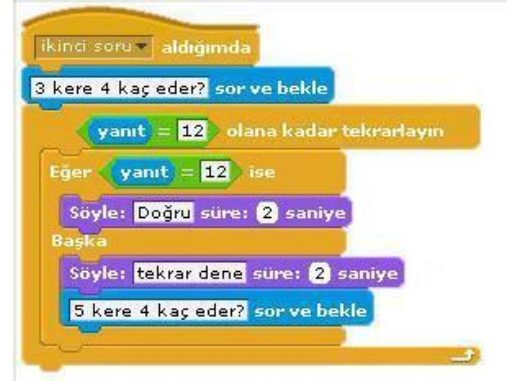 ikinci soru aldığımda
3 kere 4 kaç eder? sor ve bekle
yanıt = 12 olana kadar tekrarlayın
Eğer yanıt = 12 ise
Söyle: Doğru süre: 2 saniye
Başka
Söyle: tekrar dene süre: 2 saniye
5 kere 4 kaç eder? sor ve bekle